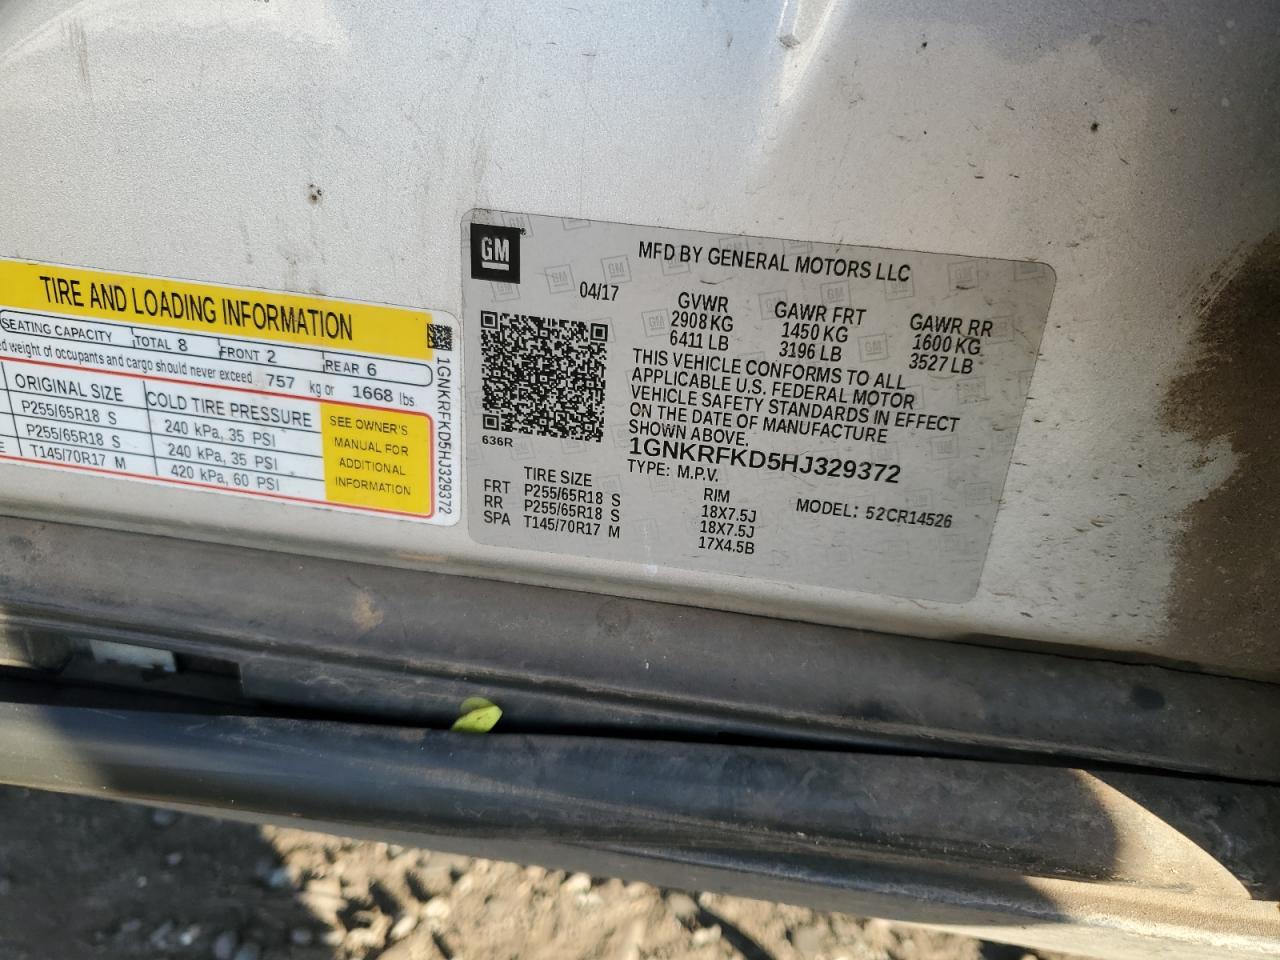 TIRE AND LOADING INFORMATION
SEATING CAPACITY TOTAL 8 FRONT 2 REAR 6
weight of occupants and cargo should never exceed 757 kg or 1668 lbs.
ORIGINAL SIZE COLD TIRE PRESSURE
P255/65R18 S 240 kPa, 35 PSI
P255/65R18 S 240 kPa, 35 PSI
T145/70R17 M 420 kPa, 60 PSI
SEE OWNER'S
MANUAL FOR
ADDITIONAL
INFORMATION
1GNKRFKD5HJ329372
GM
MFD BY GENERAL MOTORS LLC
04/17
GVWR GAWR FRT GAWR RR
2908 KG 1450 KG 1600 KG
6411 LB 3196 LB 3527 LB
THIS VEHICLE CONFORMS TO ALL
APPLICABLE U.S. FEDERAL MOTOR
VEHICLE SAFETY STANDARDS IN EFFECT
ON THE DATE OF MANUFACTURE
SHOWN ABOVE.
636R
1GNKRFKD5HJ329372
TYPE: M.P.V.
MODEL: 52CR14526
TIRE SIZE RIM
FRT P255/65R18 S 18X7.5J
RR P255/65R18 S 18X7.5J
SPA T145/70R17 M 17X4.5B